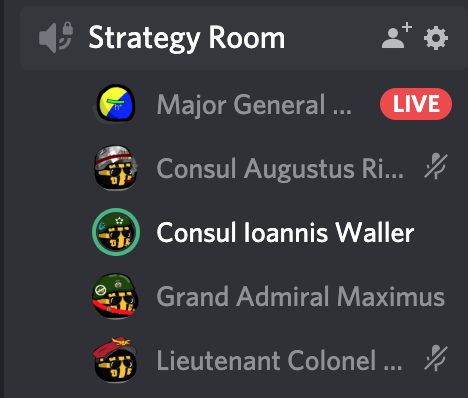 Strategy Room
Major General ...
LIVE
Consul Augustus Ri...
Consul Ioannis Waller
Grand Admiral Maximus
Lieutenant Colonel ...